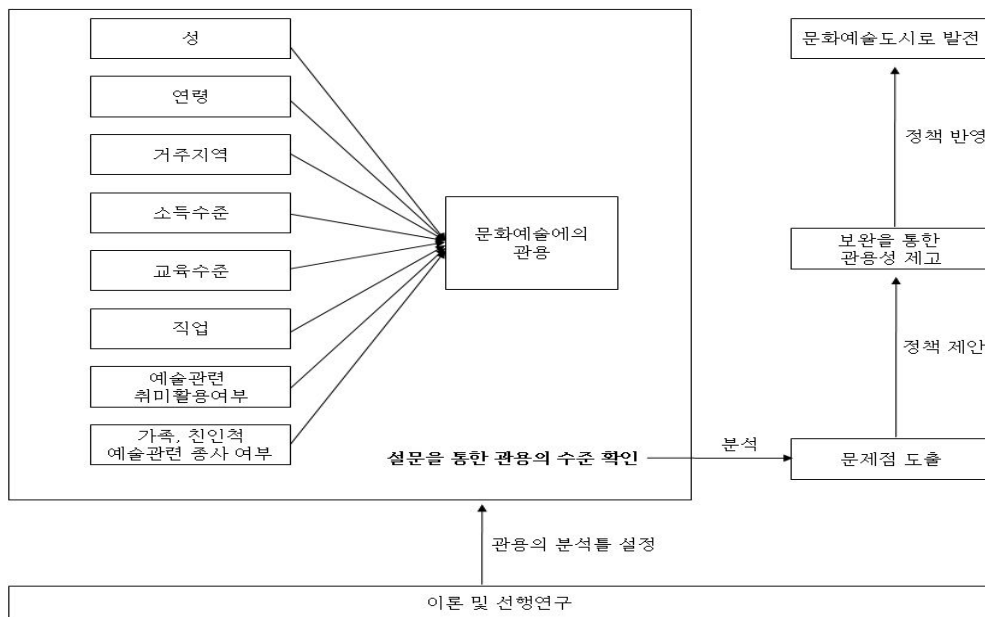 성
연령
거주지역
소득수준
교육수준
직업
예술관련
취미활용여부
가족, 친인척
예술관련 종사 여부
문화예술에의
관용
설문을 통한 관용의 수준 확인
분석
문제점 도출
정책 제안
보완을 통한
관용성 제고
정책 반영
문화예술도시로 발전
관용의 분석틀 설정
이론 및 선행연구